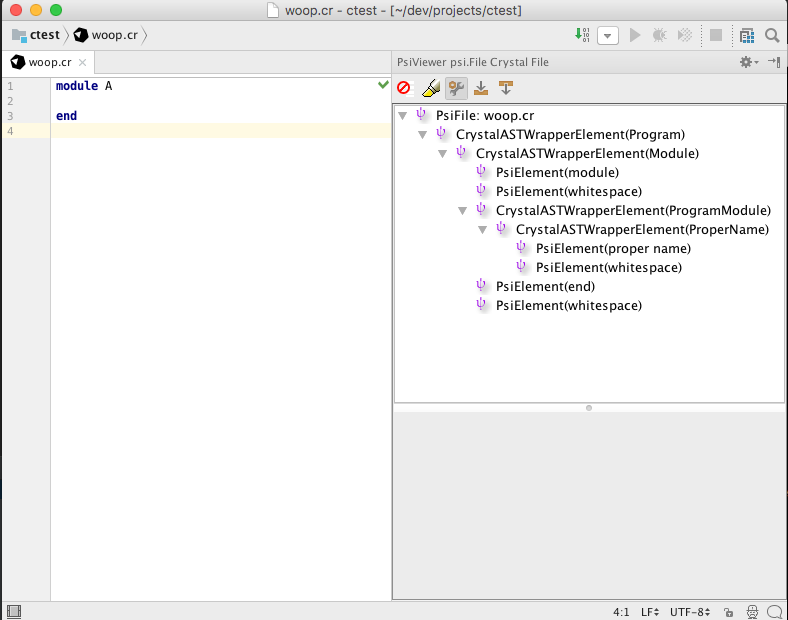 woop.cr - ctest - [~/dev/projects/ctest]
ctest woop.cr
woop.cr
PsiViewer psi.File Crystal File
1 module A
2
3 end
4
PsiFile: woop.cr
CrystalASTWrapperElement(Program)
CrystalASTWrapperElement(Module)
PsiElement(module)
PsiElement(whitespace)
CrystalASTWrapperElement(ProgramModule)
CrystalASTWrapperElement(ProperName)
PsiElement(proper name)
PsiElement(whitespace)
PsiElement(end)
PsiElement(whitespace)
4:1 LF UTF-8